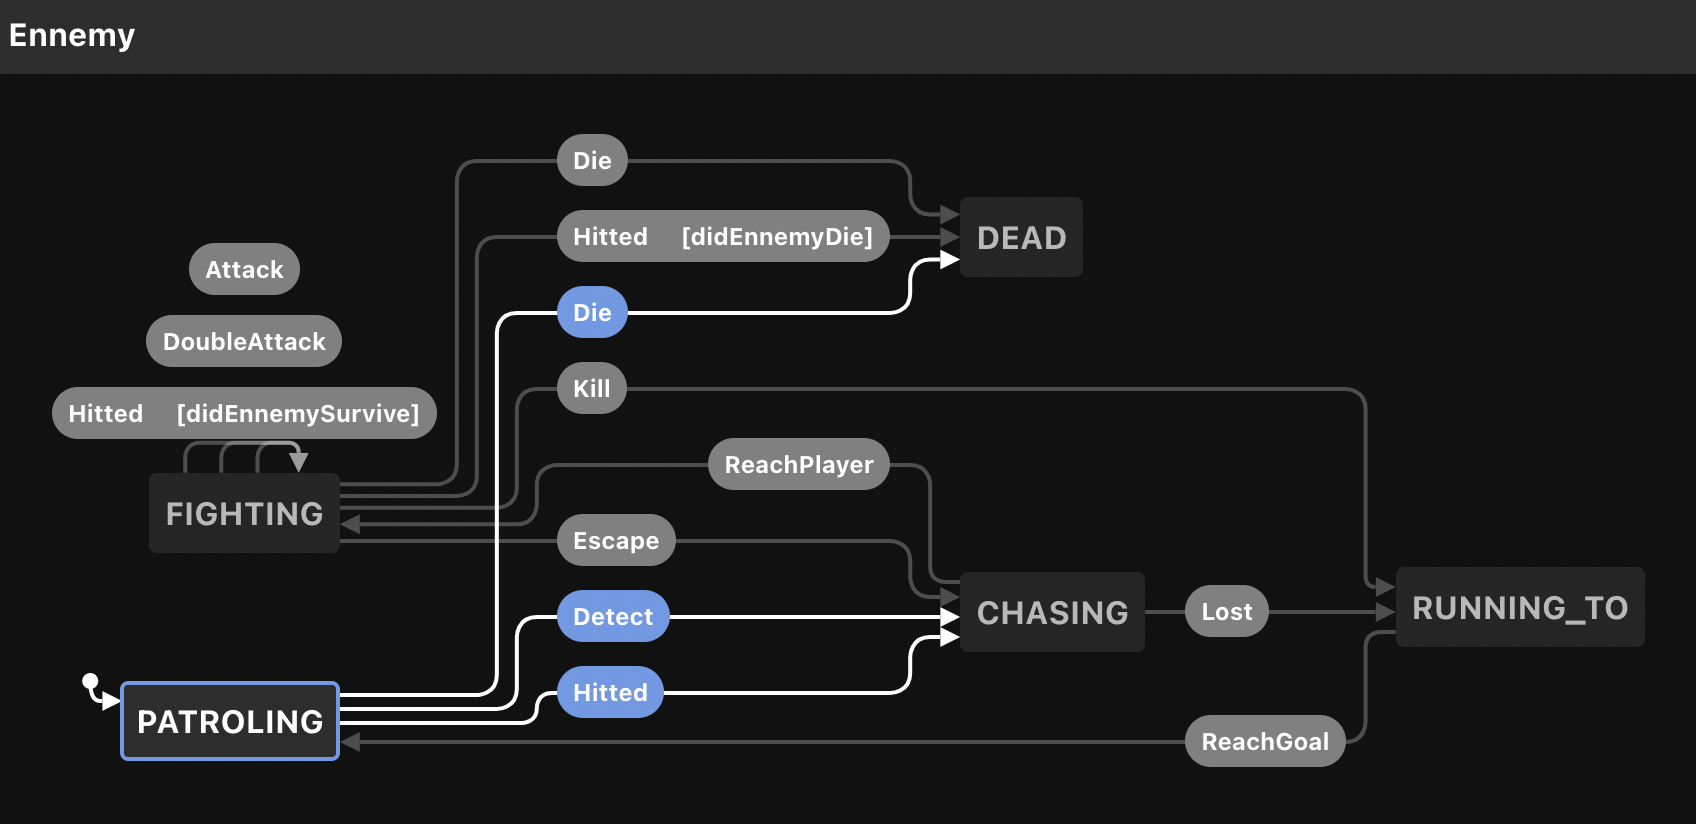 Ennemy
Die
Hitted [didEnnemyDie]
DEAD
Attack
Die
DoubleAttack
Kill
Hitted [didEnnemySurvive]
ReachPlayer
FIGHTING
Escape
Detect
CHASING
Lost
RUNNING_TO
Hitted
PATROLING
ReachGoal